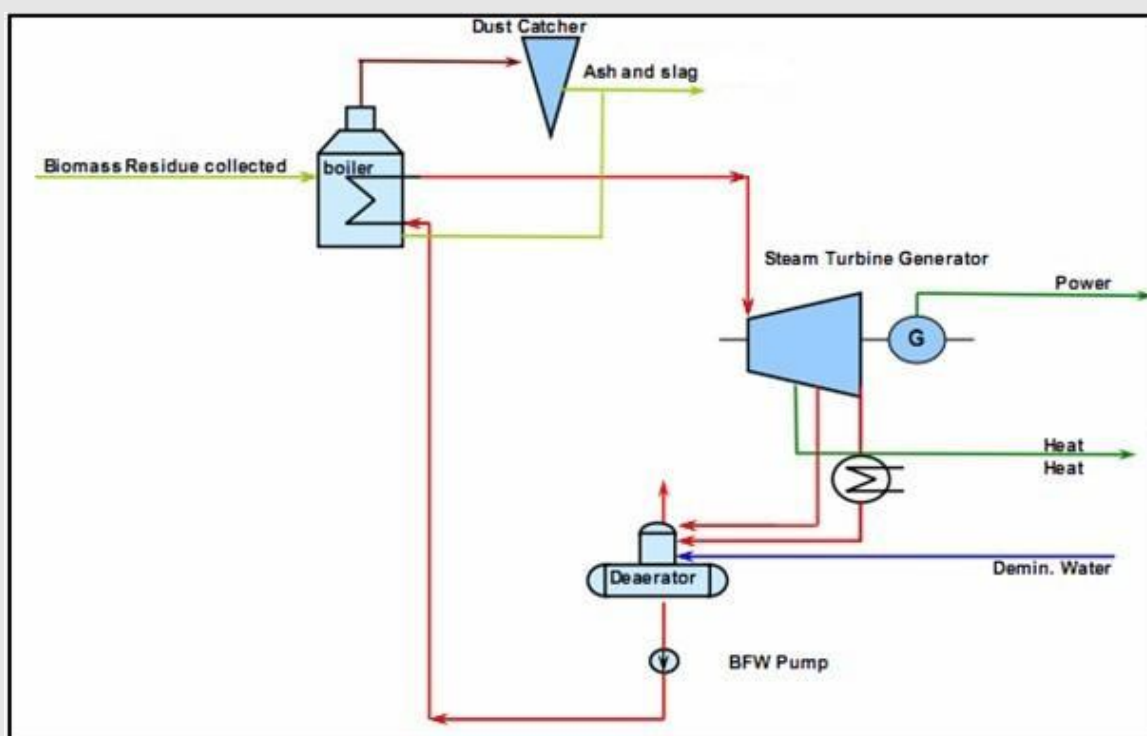 Dust Catcher
Ash and slag
Biomass Residue collected
boiler
Steam Turbine Generator
Power
G
Heat
Heat
Deaerator
Demin. Water
BFW Pump